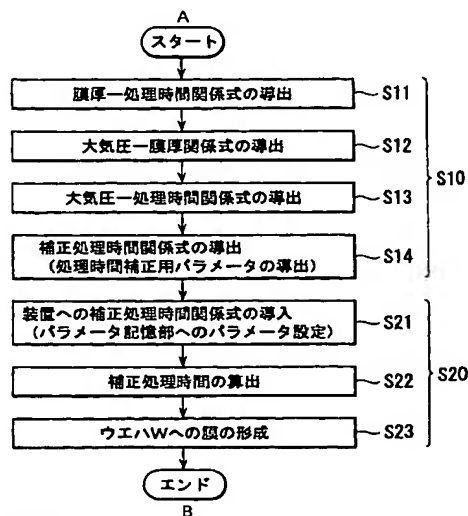 A
スタート
膜厚ー処理時間関係式の導出
S11
大気圧ー膜厚関係式の導出
S12
大気圧ー処理時間関係式の導出
S13
補正処理時間関係式の導出
(処理時間補正用パラメータの導出)
S14
S10
装置への補正処理時間関係式の導入
(パラメータ記憶部へのパラメータ設定)
S21
補正処理時間の算出
S22
ウエハWへの膜の形成
S23
S20
エンド
B